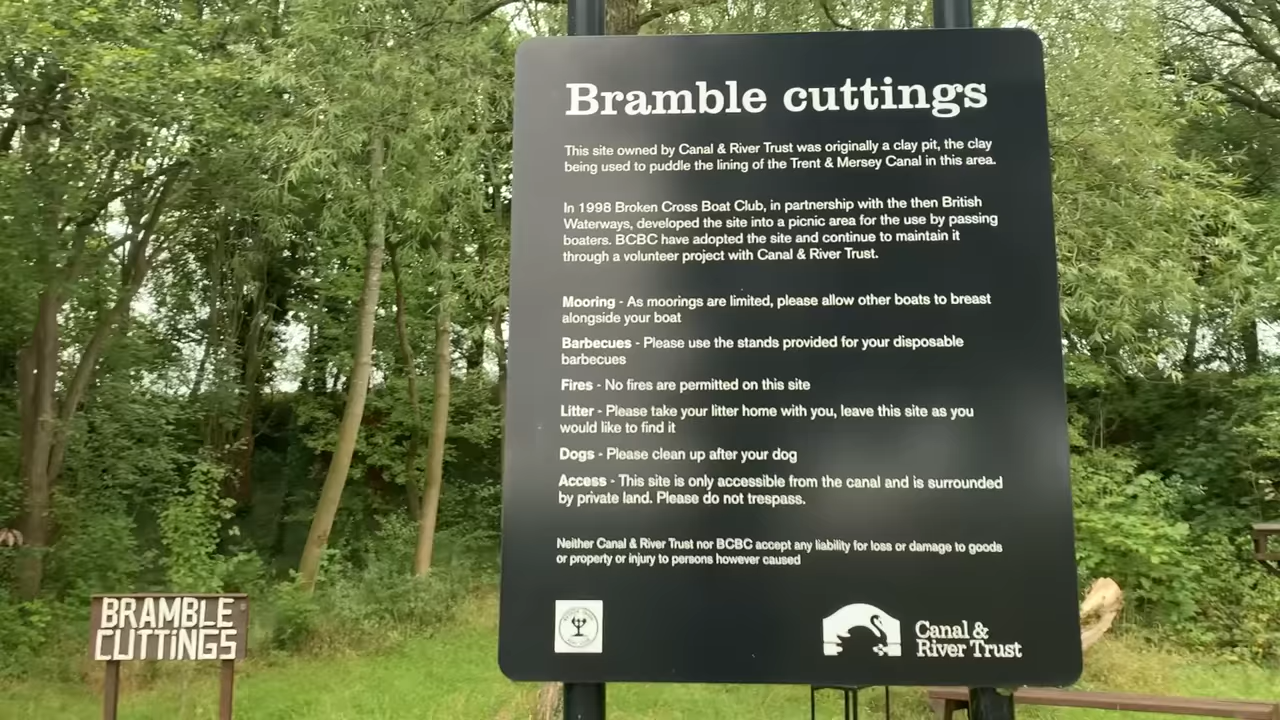 Bramble cuttings
This site owned by Canal & River Trust was originally a clay pit, the clay
being used to puddle the lining of the Trent & Mersey Canal in this area.
In 1998 Broken Cross Boat Club, in partnership with the then British
Waterways, developed the site into a picnic area for the use by passing
boaters. BCBC have adopted the site and continue to maintain it
through a volunteer project with Canal & River Trust.
Mooring - As moorings are limited, please allow other boats to breast
alongside your boat
Barbecues - Please use the stands provided for your disposable
barbecues
Fires - No fires are permitted on this site
Litter - Please take your litter home with you, leave this site as you
would like to find it
Dogs - Please clean up after your dog
Access - This site is only accessible from the canal and is surrounded
by private land. Please do not trespass.
Neither Canal & River Trust nor BCBC accept any liability for loss or damage to goods
or property or injury to persons however caused
Canal &
River Trust
BRAMBLE
CUTTiNGS